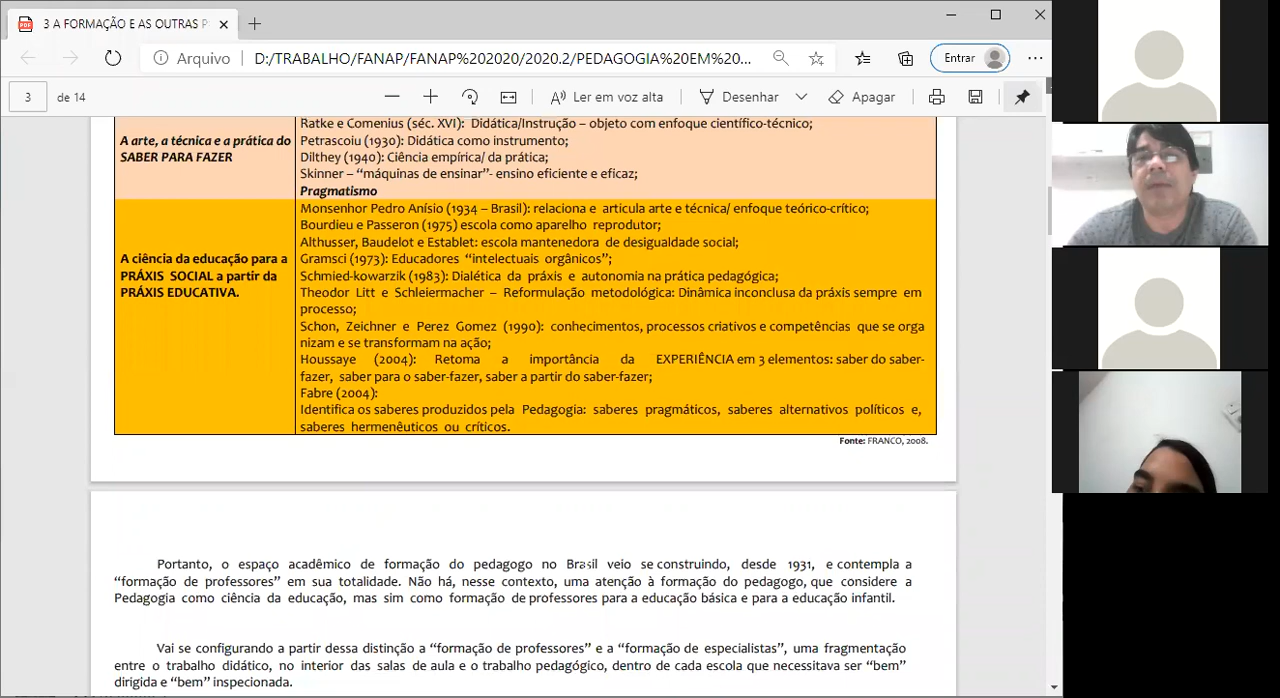 3 A FORMAÇÃO E AS OUTRAS P
Arquivo
D:/TRABALHO/FANAP/FANAP%202020/2020.2/PEDAGOGIA%20EM%20...
Entrar
3
de 14
Ler em voz alta
Desenhar
Apagar
A arte, a técnica e a prática do
SABER PARA FAZER
Ratke e Comenius (séc. XVI): Didática/Instrução – objeto com enfoque científico-técnico;
Petrascoiu (1930): Didática como instrumento;
Dilthey (1940): Ciência empírica/ da prática;
Skinner – “máquinas de ensinar”- ensino eficiente e eficaz;
Pragmatismo
A ciência da educação para a
PRÁXIS SOCIAL a partir da
PRÁXIS EDUCATIVA.
Monsenhor Pedro Anísio (1934 – Brasil): relaciona e articula arte e técnica/ enfoque teórico-crítico;
Bourdieu e Passeron (1975) escola como aparelho reprodutor;
Althusser, Baudelot e Establet: escola mantenedora de desigualdade social;
Gramsci (1973): Educadores “intelectuais orgânicos”;
Schmied-kowarzik (1983): Dialética da práxis e autonomia na prática pedagógica;
Theodor Litt e Schleiermacher – Reformulação metodológica: Dinâmica inconclusa da práxis sempre em
processo;
Schon, Zeichner e Perez Gomez (1990): conhecimentos, processos criativos e competências que se orga
nizam e se transformam na ação;
Houssaye (2004): Retoma a importância da EXPERIÊNCIA em 3 elementos: saber do saber-
fazer, saber para o saber-fazer, saber a partir do saber-fazer;
Fabre (2004):
Identifica os saberes produzidos pela Pedagogia: saberes pragmáticos, saberes alternativos políticos e,
saberes hermenêuticos ou críticos.
Fonte: FRANCO, 2008.
Portanto, o espaço acadêmico de formação do pedagogo no Brasil veio se construindo, desde 1931, e contempla a
“formação de professores” em sua totalidade. Não há, nesse contexto, uma atenção à formação do pedagogo, que considere a
Pedagogia como ciência da educação, mas sim como formação de professores para a educação básica e para a educação infantil.
Vai se configurando a partir dessa distinção a “formação de professores” e a “formação de especialistas”, uma fragmentação
entre o trabalho didático, no interior das salas de aula e o trabalho pedagógico, dentro de cada escola que necessitava ser “bem”
dirigida e “bem” inspecionada.